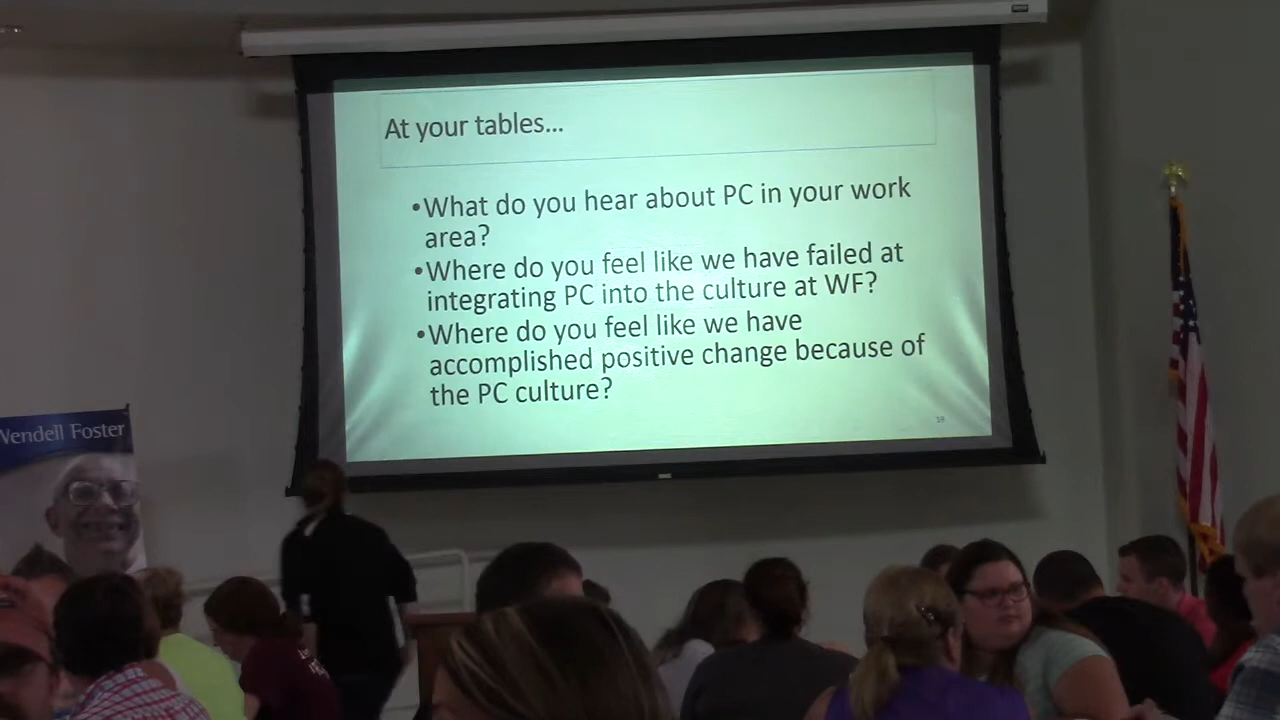 At your tables...
•What do you hear about PC in your work
area?
•Where do you feel like we have failed at
integrating PC into the culture at WF?
•Where do you feel like we have
accomplished positive change because of
the PC culture?
Wendell Foster